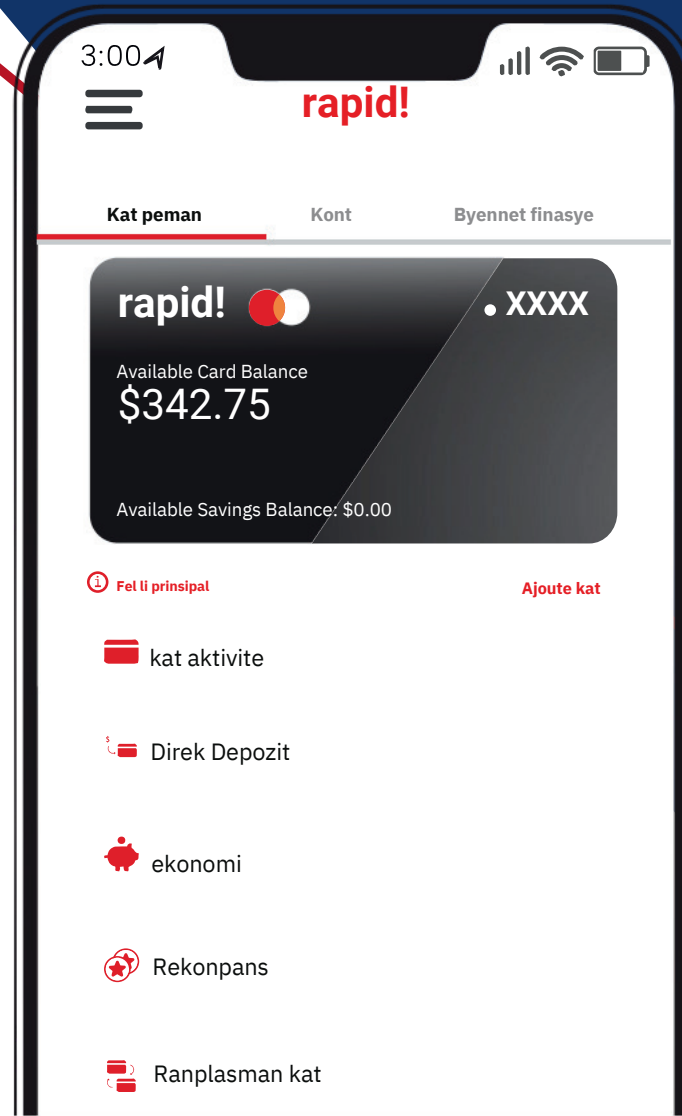 3:00
rapid!
Kat peman Kont Byennet finasye
rapid! XXXX
Available Card Balance
$342.75
Available Savings Balance: $0.00
Fel li prinsipal Ajoute kat
kat aktivite
$
Direk Depozit
ekonomi
Rekonpans
Ranplasman kat